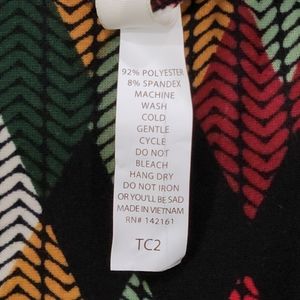 92% POLYESTER
8% SPANDEX
MACHINE
WASH
COLD
GENTLE
CYCLE
DO NOT
BLEACH
HANG DRY
DO NOT IRON
OR YOU'LL BE SAD
MADE IN VIETNAM
RN# 142161
TC2